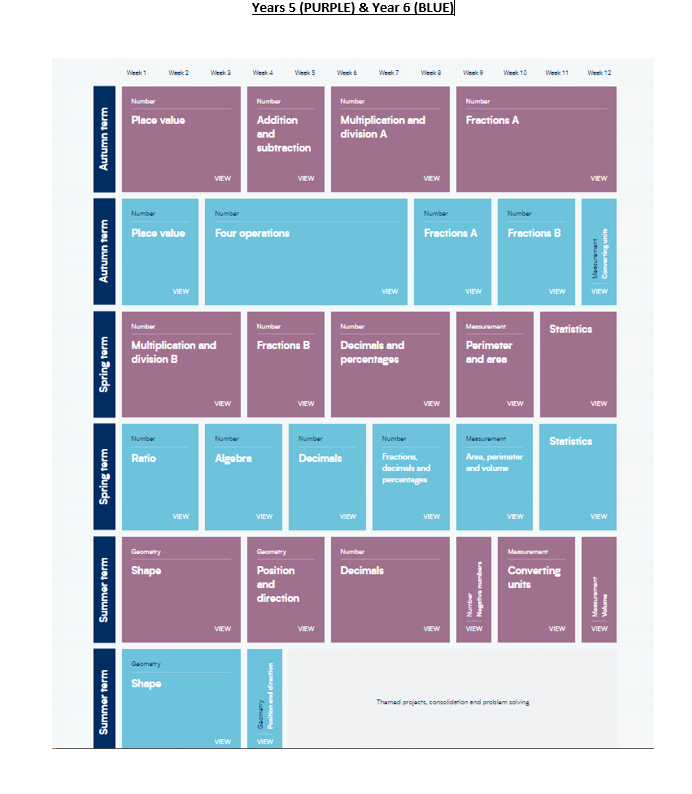 Years 5 (PURPLE) & Year 6 (BLUE)
Week 1 Week 2 Week 3 Week 4 Week 5 Week 6 Week 7 Week 8 Week 9 Week 10 Week 11 Week 12
Autumn term
Number
Place value
VIEW
Number
Addition
and
subtraction
VIEW
Number
Multiplication and
division A
VIEW
Number
Fractions A
VIEW
Autumn term
Number
Place value
VIEW
Number
Four operations
VIEW
Number
Fractions A
VIEW
Number
Fractions B
VIEW
Measurement
Converting units
VIEW
Spring term
Number
Multiplication and
division B
VIEW
Number
Fractions B
VIEW
Number
Decimals and
percentages
VIEW
Measurement
Perimeter
and area
VIEW
Statistics
VIEW
Spring term
Number
Ratio
VIEW
Number
Algebra
VIEW
Number
Decimals
VIEW
Number
Fractions,
decimals and
percentages
VIEW
Measurement
Area, perimeter
and volume
VIEW
Statistics
VIEW
Summer term
Geometry
Shape
VIEW
Geometry
Position
and
direction
VIEW
Number
Decimals
VIEW
Number
Negative numbers
VIEW
Measurement
Converting
units
VIEW
Measurement
Volume
VIEW
Summer term
Geometry
Shape
VIEW
Geometry
Position and direction
VIEW
Themed projects, consolidation and problem solving